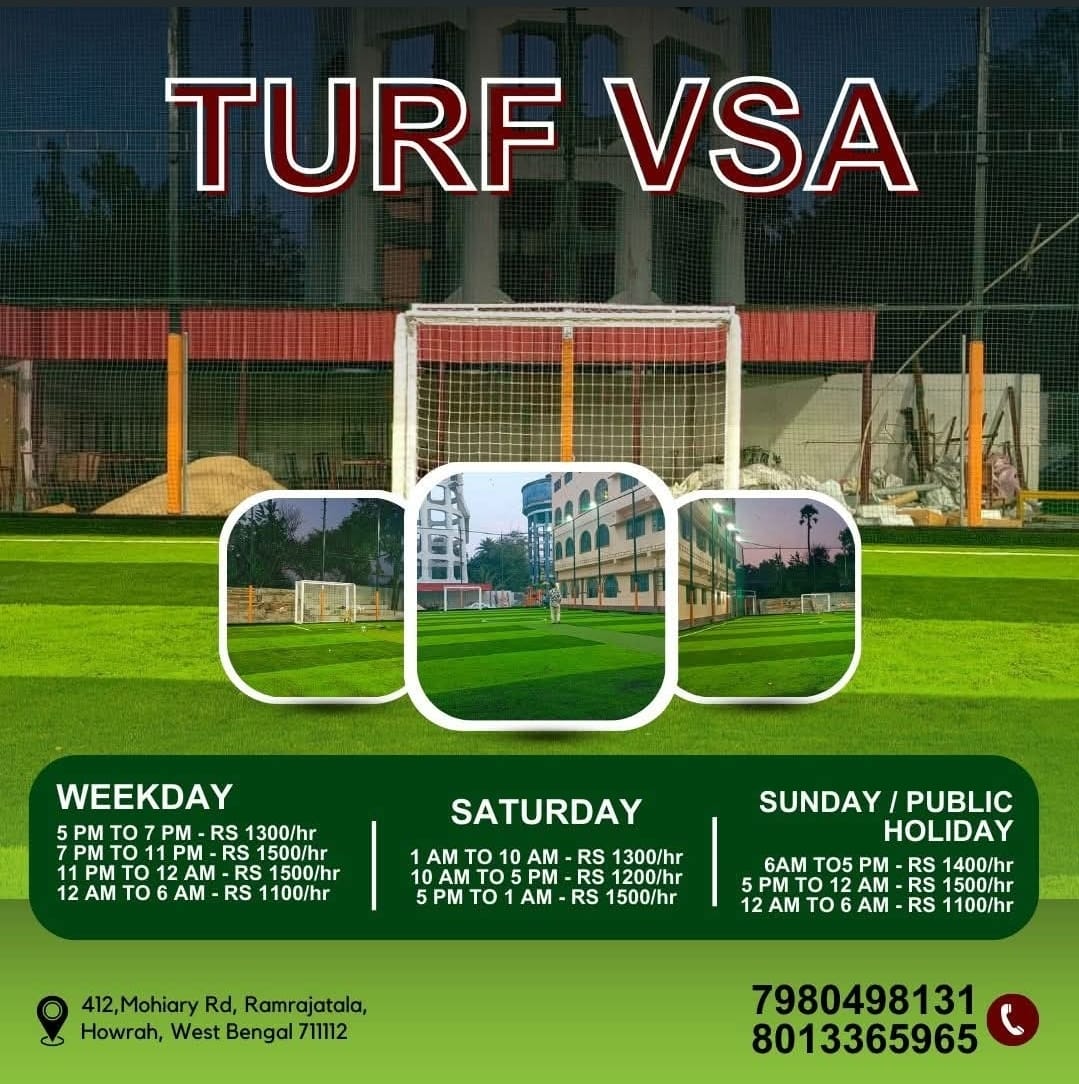 TURF VSA
WEEKDAY
5 PM TO 7 PM - RS 1300/hr
7 PM TO 11 PM - RS 1500/hr
11 PM TO 12 AM - RS 1500/hr
12 AM TO 6 AM - RS 1100/hr
SATURDAY
1 AM TO 10 AM - RS 1300/hr
10 AM TO 5 PM - RS 1200/hr
5 PM TO 1 AM - RS 1500/hr
SUNDAY / PUBLIC
HOLIDAY
6AM TO5 PM - RS 1400/hr
5 PM TO 12 AM - RS 1500/hr
12 AM TO 6 AM - RS 1100/hr
412,Mohiary Rd, Ramrajatala,
Howrah, West Bengal 711112
7980498131
8013365965